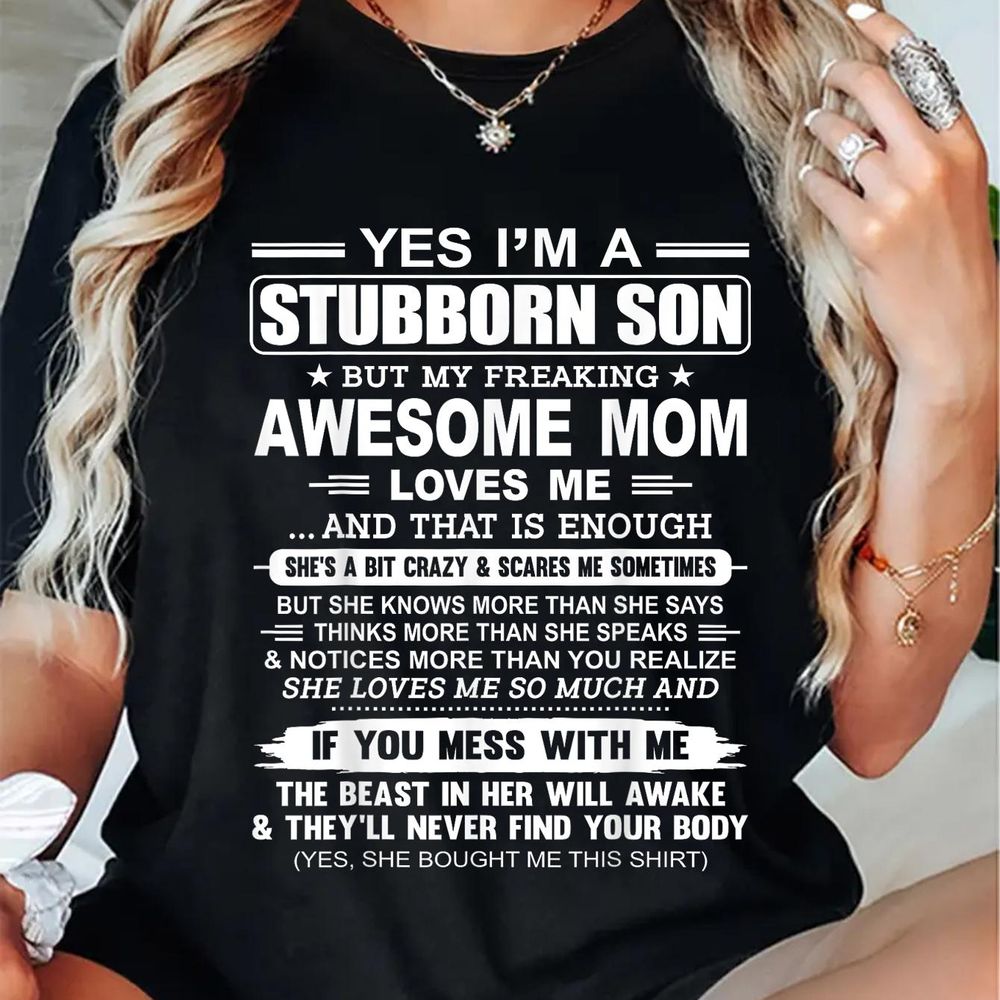 YES I'M A
STUBBORN SON
★ BUT MY FREAKING ★
AWESOME MOM
LOVES ME
...AND THAT IS ENOUGH
SHE'S A BIT CRAZY & SCARES ME SOMETIMES
BUT SHE KNOWS MORE THAN SHE SAYS
THINKS MORE THAN SHE SPEAKS
& NOTICES MORE THAN YOU REALIZE
SHE LOVES ME SO MUCH AND
IF YOU MESS WITH ME
THE BEAST IN HER WILL AWAKE
& THEY'LL NEVER FIND YOUR BODY
(YES, SHE BOUGHT ME THIS SHIRT)